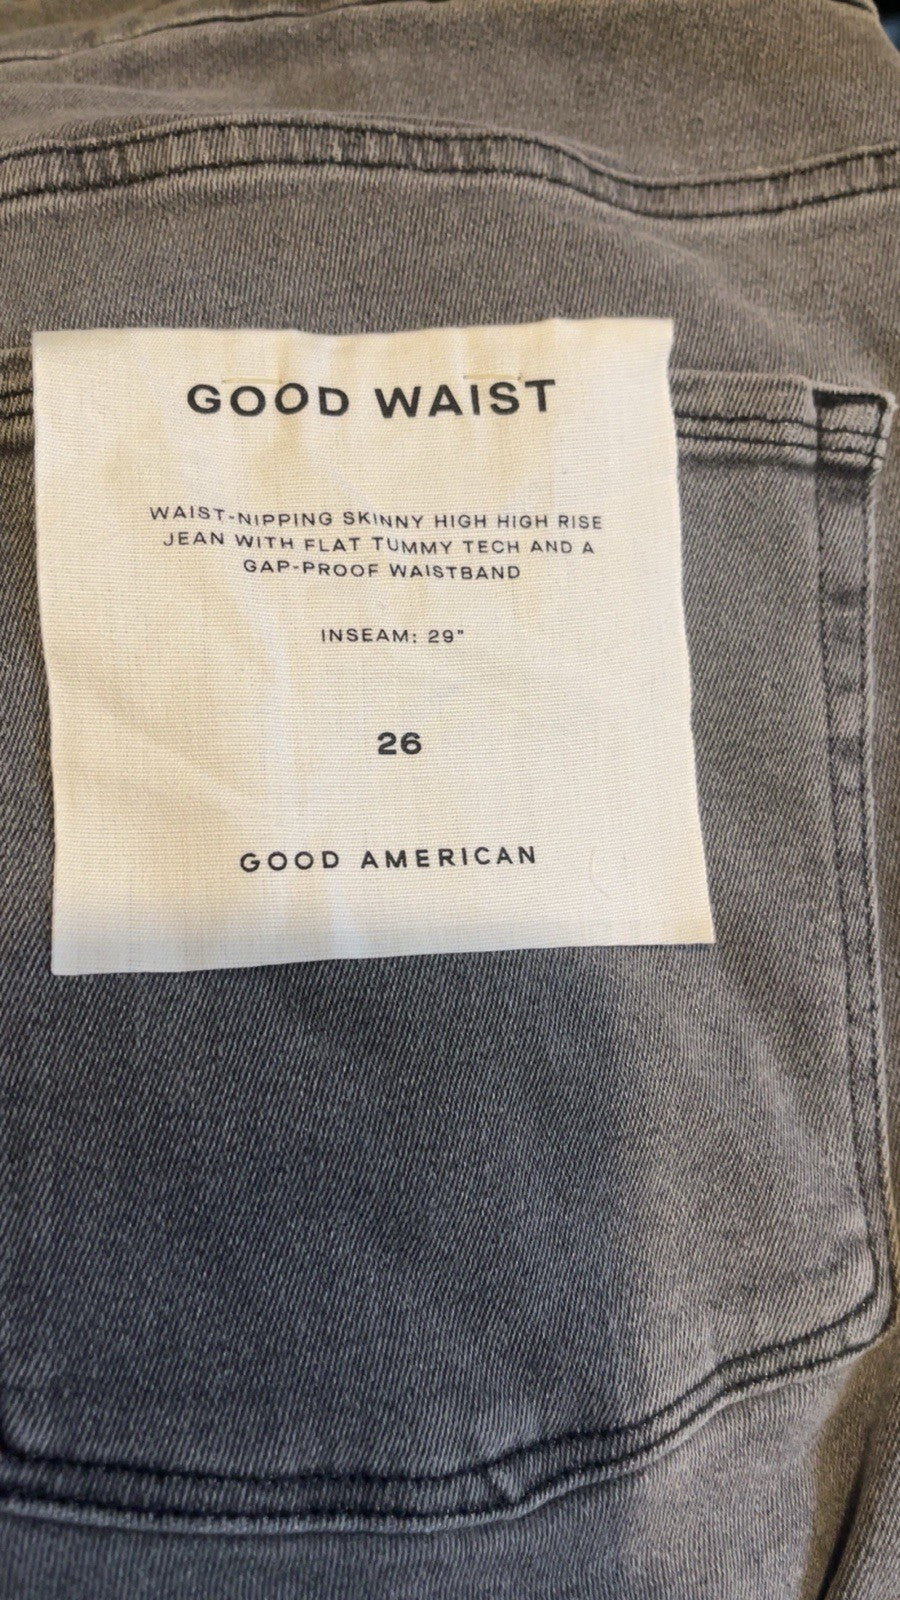 GOOD WAIST
WAIST-NIPPING SKINNY HIGH HIGH RISE
JEAN WITH FLAT TUMMY TECH AND A
GAP-PROOF WAISTBAND
INSEAM: 29"
26
GOOD AMERICAN